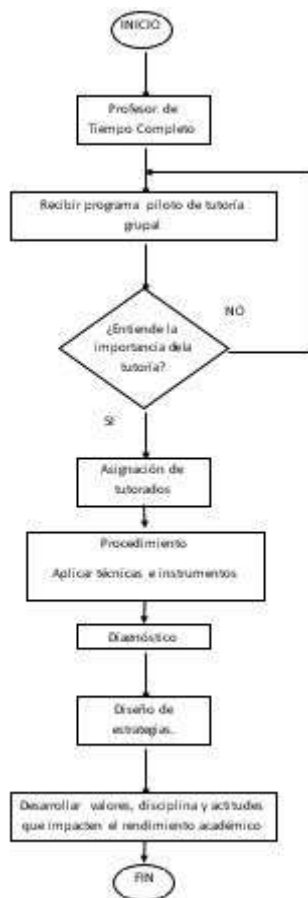 INICIO
Profesor de
Tiempo Completo
Recibir programa piloto de tutoría
grupal
NO
¿Entiende la
importancia dela
tutoría?
SI
Asignación de
tutorados
Procedimiento
Aplicar técnicas e instrumentos
Diagnóstico
Diseño de
estrategias.
Desarrollar valores, disciplina y actitudes
que impacten el rendimiento académico
FIN